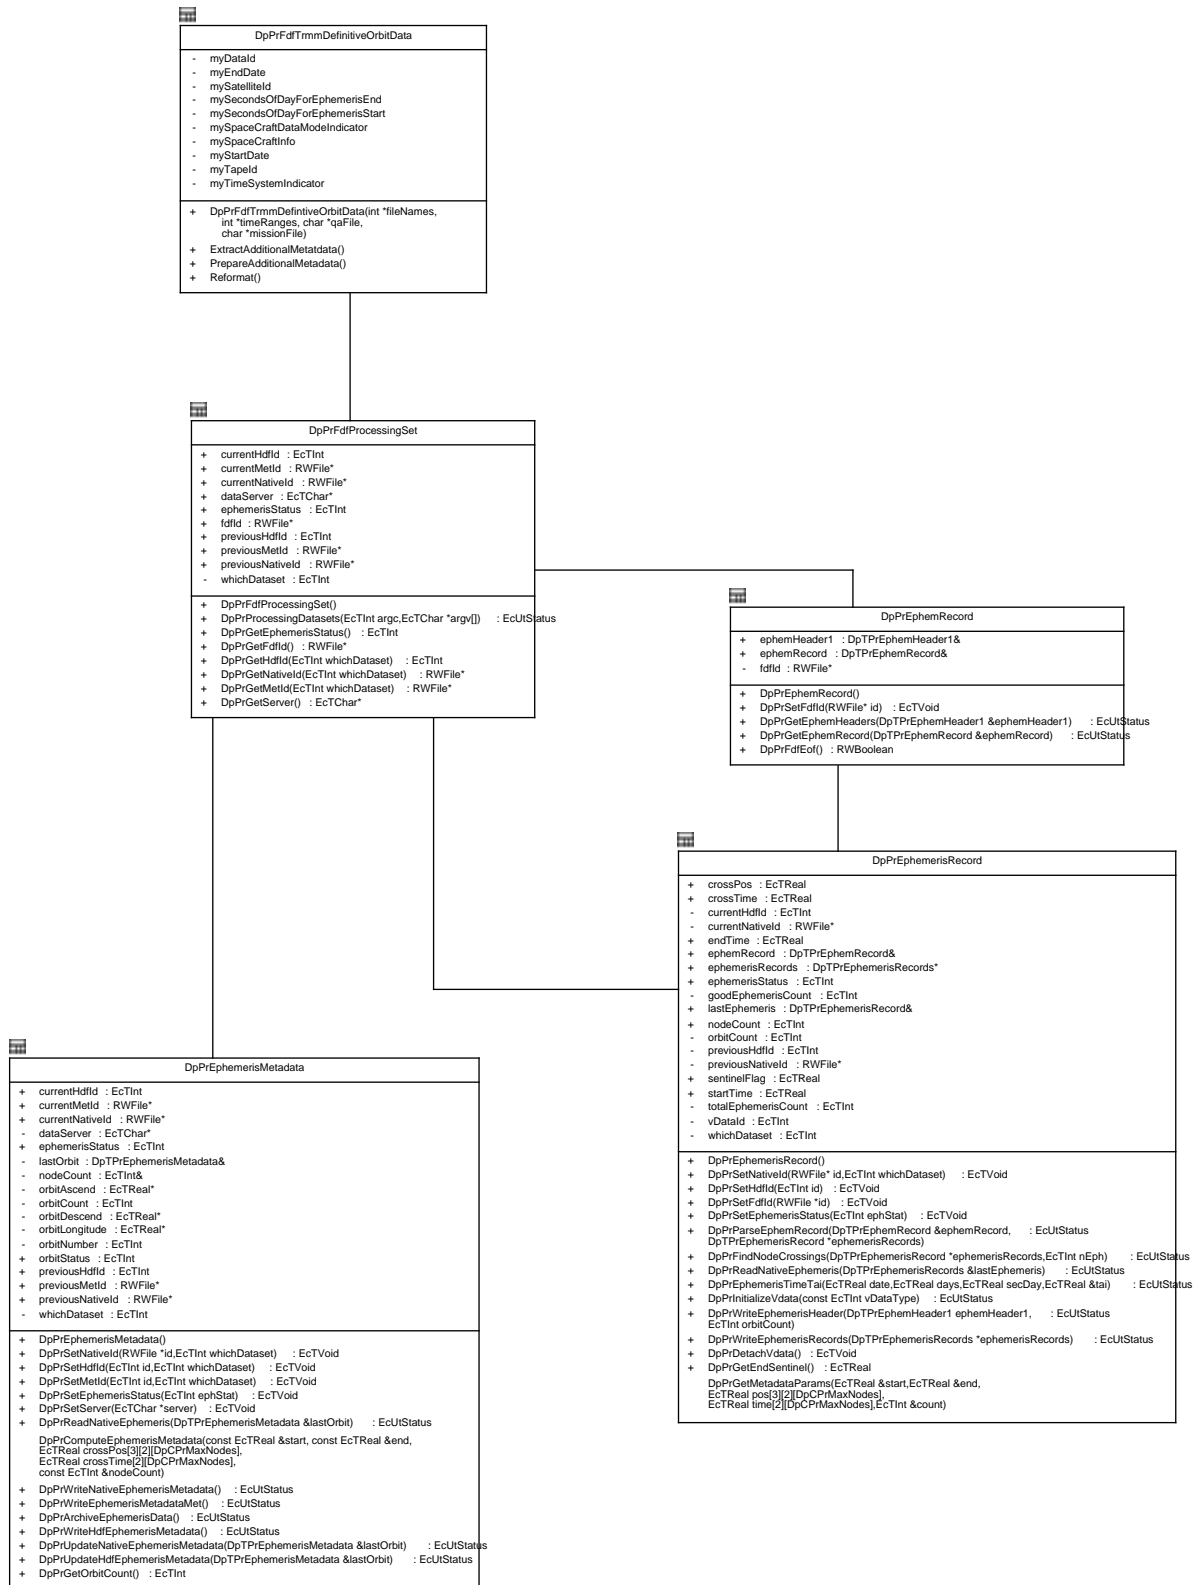 DpPrFdfTrmmDefinitiveOrbitData
- myDataId
- myEndDate
- mySatelliteId
- mySecondsOfDayForEphemerisEnd
- mySecondsOfDayForEphemerisStart
- mySpaceCraftDataModeIndicator
- mySpaceCraftInfo
- myStartDate
- myTapeId
- myTimeSystemIndicator
+ DpPrFdfTrmmDefintiveOrbitData(int *fileNames,
int *timeRanges, char *qaFile,
char *missionFile)
+ ExtractAdditionalMetatdata()
+ PrepareAdditionalMetadata()
+ Reformat()
DpPrFdfProcessingSet
+ currentHdfId : EcTInt
+ currentMetId : RWFile*
+ currentNativeId : RWFile*
+ dataServer : EcTChar*
+ ephemerisStatus : EcTInt
+ fdfId : RWFile*
+ previousHdfId : EcTInt
+ previousMetId : RWFile*
+ previousNativeId : RWFile*
- whichDataset : EcTInt
+ DpPrFdfProcessingSet()
+ DpPrProcessingDatasets(EcTInt argc,EcTChar *argv[]) : EcUtStatus
+ DpPrGetEphemerisStatus() : EcTInt
+ DpPrGetFdfId() : RWFile*
+ DpPrGetHdfId(EcTInt whichDataset) : EcTInt
+ DpPrGetNativeId(EcTInt whichDataset) : RWFile*
+ DpPrGetMetId(EcTInt whichDataset) : RWFile*
+ DpPrGetServer() : EcTChar*
DpPrEphemRecord
+ ephemHeader1 : DpTPrEphemHeader1&
+ ephemRecord : DpTPrEphemRecord&
- fdfId : RWFile*
+ DpPrEphemRecord()
+ DpPrSetFdfId(RWFile* id) : EcTVoid
+ DpPrGetEphemHeaders(DpTPrEphemHeader1 &ephemHeader1) : EcUtStatus
+ DpPrGetEphemRecord(DpTPrEphemRecord &ephemRecord) : EcUtStatus
+ DpPrFdfEof() : RWBoolean
DpPrEphemerisRecord
+ crossPos : EcTReal
+ crossTime : EcTReal
- currentHdfId : EcTInt
- currentNativeId : RWFile*
+ endTime : EcTReal
+ ephemRecord : DpTPrEphemRecord&
+ ephemerisRecords : DpTPrEphemerisRecords*
+ ephemerisStatus : EcTInt
- goodEphemerisCount : EcTInt
+ lastEphemeris : DpTPrEphemerisRecord&
+ nodeCount : EcTInt
- orbitCount : EcTInt
- previousHdfId : EcTInt
- previousNativeId : RWFile*
+ sentinelFlag : EcTReal
+ startTime : EcTReal
- totalEphemerisCount : EcTInt
- vDataId : EcTInt
- whichDataset : EcTInt
+ DpPrEphemerisRecord()
+ DpPrSetNativeId(RWFile* id,EcTInt whichDataset) : EcTVoid
+ DpPrSetHdfId(EcTInt id) : EcTVoid
+ DpPrSetFdfId(RWFile *id) : EcTVoid
+ DpPrSetEphemerisStatus(EcTInt ephStat) : EcTVoid
+ DpPrParseEphemRecord(DpTPrEphemRecord &ephemRecord, : EcUtStatus
DpTPrEphemerisRecord *ephemerisRecords)
+ DpPrFindNodeCrossings(DpTPrEphemerisRecord *ephemerisRecords,EcTInt nEph) : EcUtStatus
+ DpPrReadNativeEphemeris(DpTPrEphemerisRecords &lastEphemeris) : EcUtStatus
+ DpPrEphemerisTimeTai(EcTReal date,EcTReal days,EcTReal secDay,EcTReal &tai) : EcUtStatus
+ DpPrInitializeVdata(const EcTInt vDataType) : EcUtStatus
+ DpPrWriteEphemerisHeader(DpTPrEphemHeader1 ephemHeader1, : EcUtStatus
EcTInt orbitCount)
+ DpPrWriteEphemerisRecords(DpTPrEphemerisRecords *ephemerisRecords) : EcUtStatus
+ DpPrDetachVdata() : EcTVoid
+ DpPrGetEndSentinel() : EcTReal
DpPrGetMetadataParams(EcTReal &start,EcTReal &end,
EcTReal pos[3][2][DpCPrMaxNodes],
EcTReal time[2][DpCPrMaxNodes],EcTInt &count)
DpPrEphemerisMetadata
+ currentHdfId : EcTInt
+ currentMetId : RWFile*
+ currentNativeId : RWFile*
- dataServer : EcTChar*
+ ephemerisStatus : EcTInt
- lastOrbit : DpTPrEphemerisMetadata&
- nodeCount : EcTInt&
- orbitAscend : EcTReal*
- orbitCount : EcTInt
- orbitDescend : EcTReal*
- orbitLongitude : EcTReal*
- orbitNumber : EcTInt
+ orbitStatus : EcTInt
+ previousHdfId : EcTInt
+ previousMetId : RWFile*
+ previousNativeId : RWFile*
- whichDataset : EcTInt
+ DpPrEphemerisMetadata()
+ DpPrSetNativeId(RWFile *id,EcTInt whichDataset) : EcTVoid
+ DpPrSetHdfId(EcTInt id,EcTInt whichDataset) : EcTVoid
+ DpPrSetMetId(EcTInt id,EcTInt whichDataset) : EcTVoid
+ DpPrSetEphemerisStatus(EcTInt ephStat) : EcTVoid
+ DpPrSetServer(EcTChar *server) : EcTVoid
+ DpPrReadNativeEphemeris(DpTPrEphemerisMetadata &lastOrbit) : EcUtStatus
DpPrComputeEphemerisMetadata(const EcTReal &start, const EcTReal &end,
EcTReal crossPos[3][2][DpCPrMaxNodes],
EcTReal crossTime[2][DpCPrMaxNodes],
const EcTInt &nodeCount)
+ DpPrWriteNativeEphemerisMetadata() : EcUtStatus
+ DpPrWriteEphemerisMetadataMet() : EcUtStatus
+ DpPrArchiveEphemerisData() : EcUtStatus
+ DpPrWriteHdfEphemerisMetadata() : EcUtStatus
+ DpPrUpdateNativeEphemerisMetadata(DpTPrEphemerisMetadata &lastOrbit) : EcUtStatus
+ DpPrUpdateHdfEphemerisMetadata(DpTPrEphemerisMetadata &lastOrbit) : EcUtStatus
+ DpPrGetOrbitCount() : EcTInt